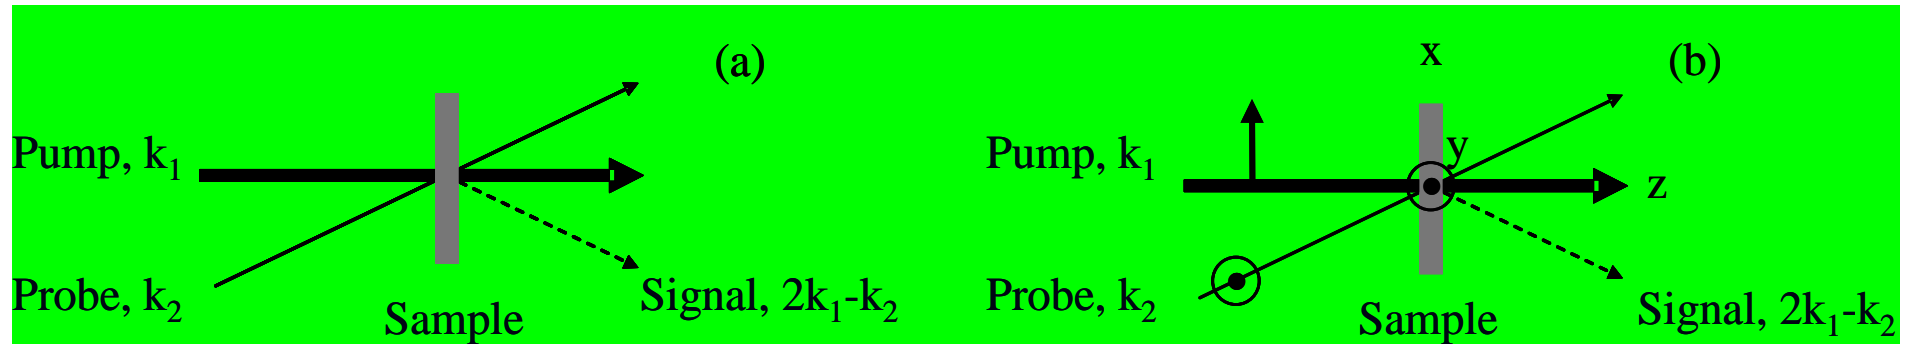 (a)
Pump, k₁
Probe, k₂
Sample
Signal, 2k₁-k₂
x
(b)
Pump, k₁
y
z
Probe, k₂
Sample
Signal, 2k₁-k₂